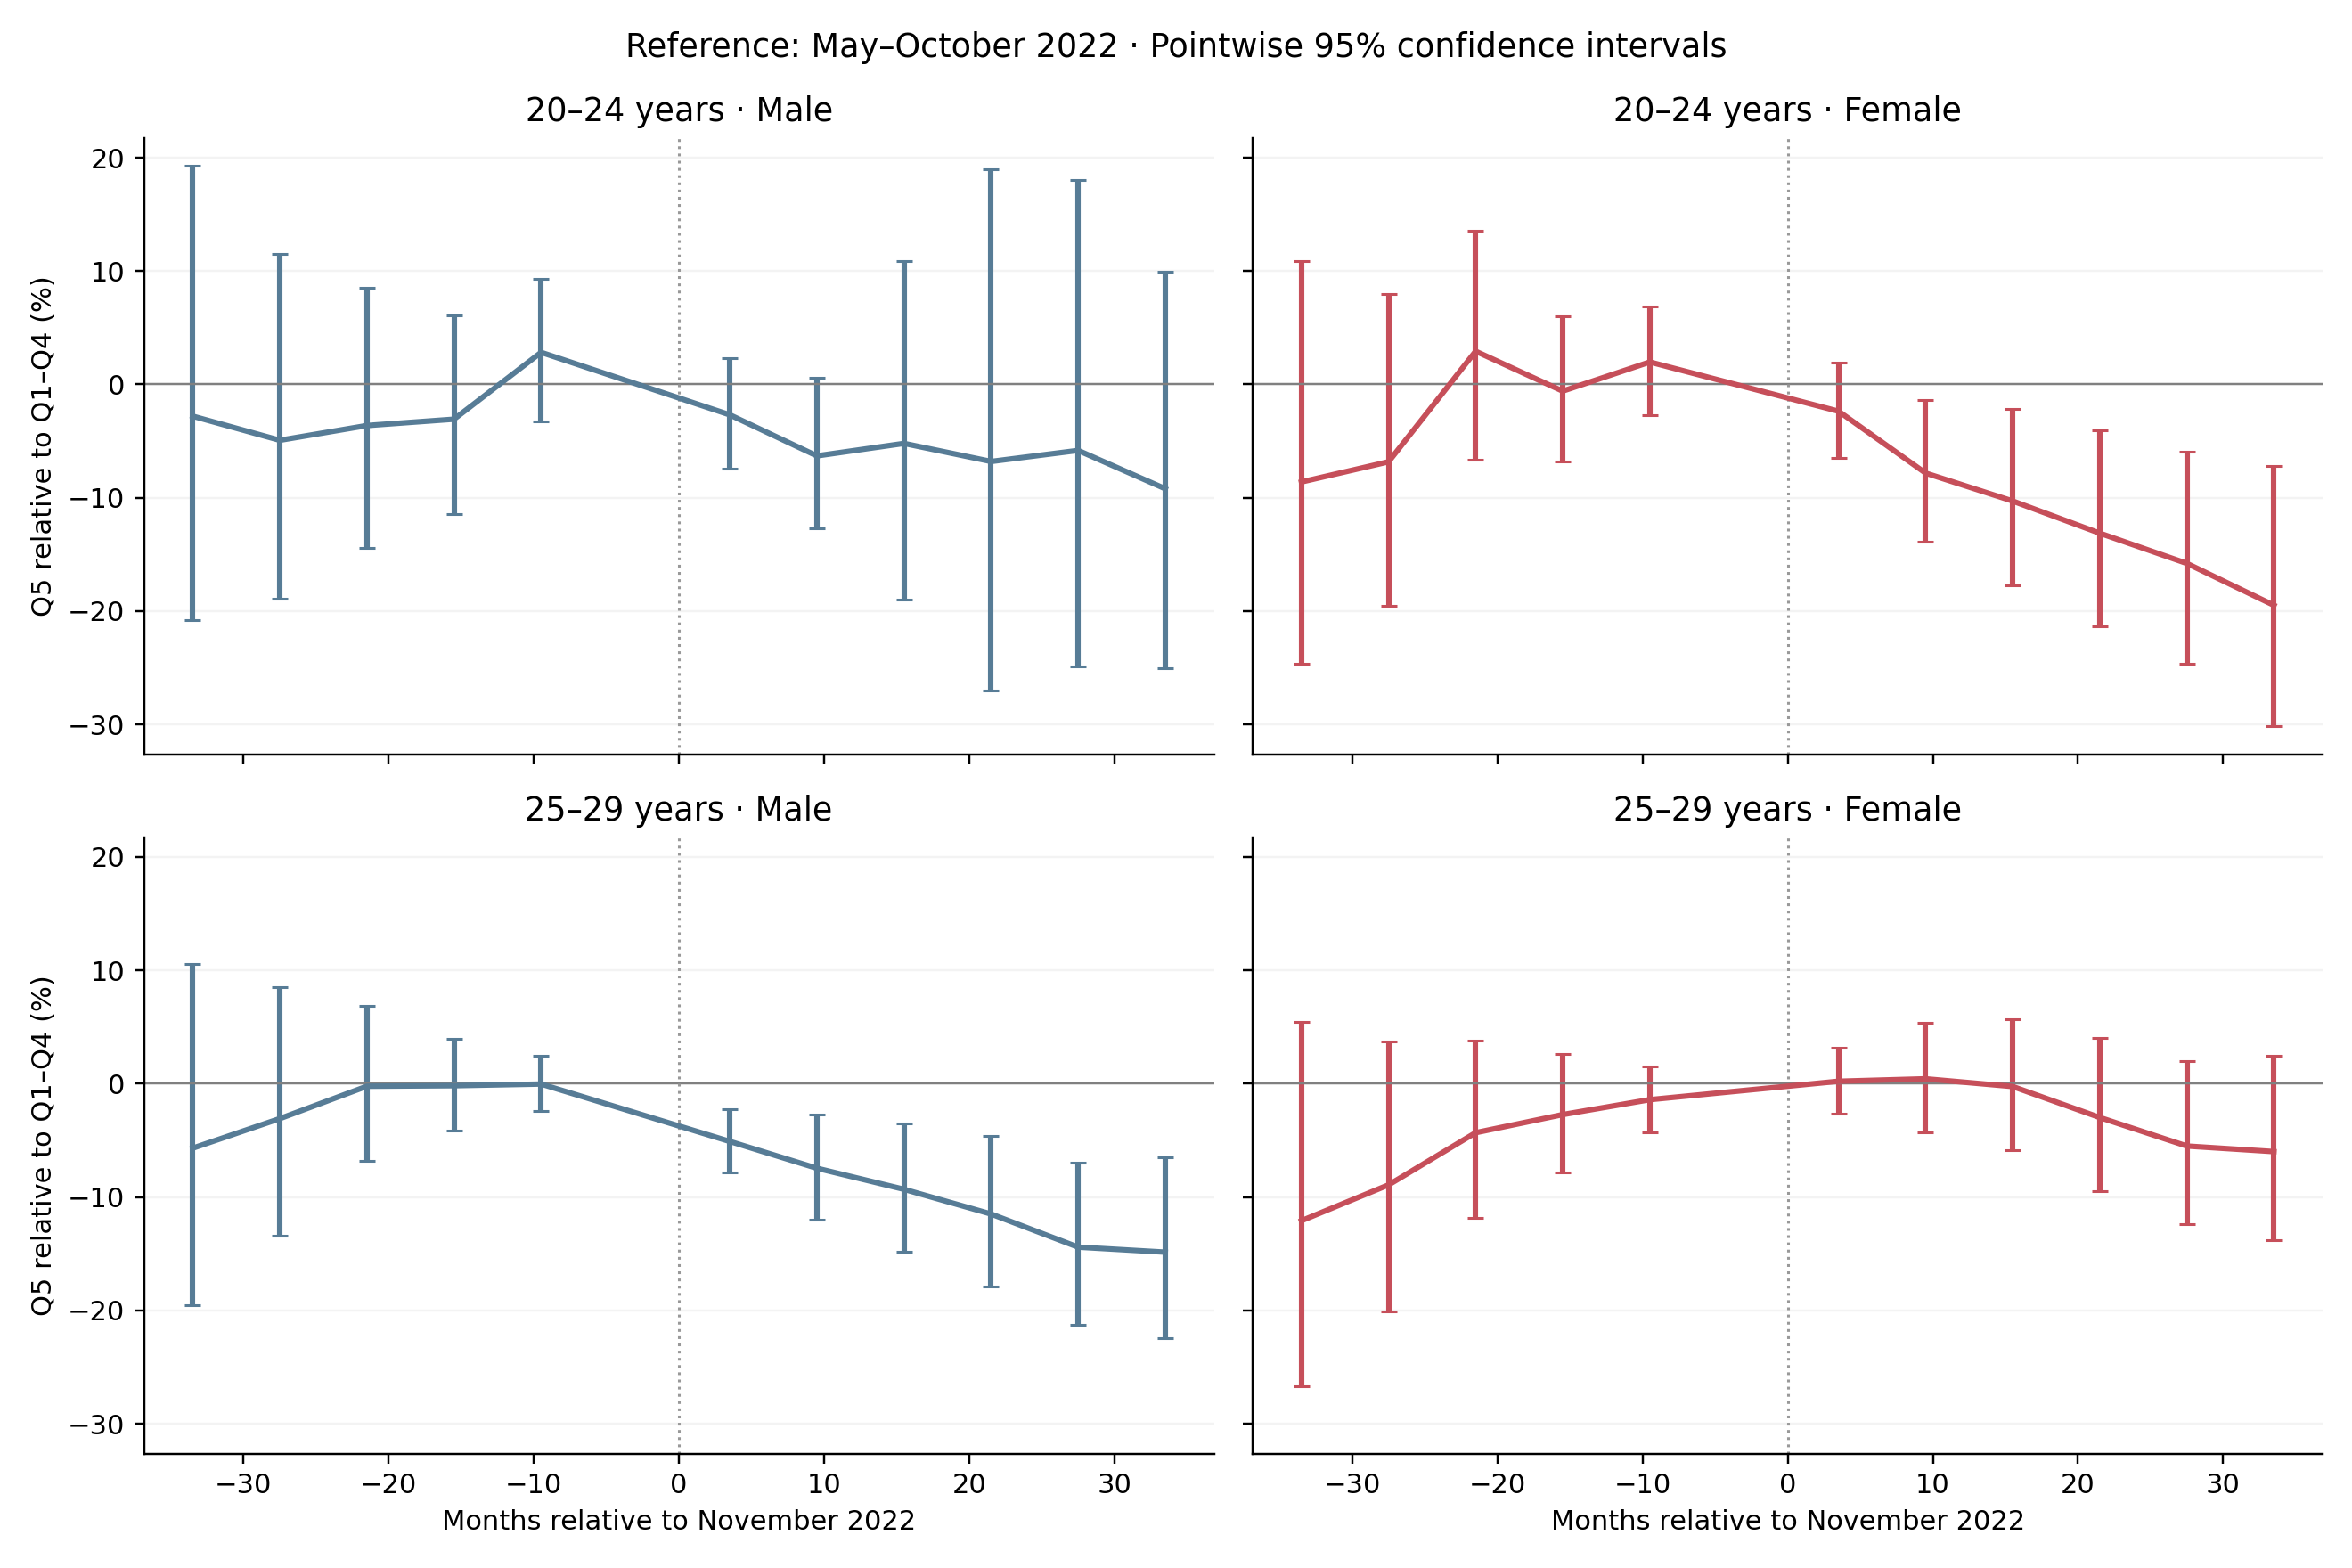 Reference: May–October 2022 · Pointwise 95% confidence intervals
20–24 years · Male
20–24 years · Female
Q5 relative to Q1–Q4 (%)
20
10
0
−10
−20
−30
25–29 years · Male
25–29 years · Female
Q5 relative to Q1–Q4 (%)
20
10
0
−10
−20
−30
−30 −20 −10 0 10 20 30
−30 −20 −10 0 10 20 30
Months relative to November 2022
Months relative to November 2022